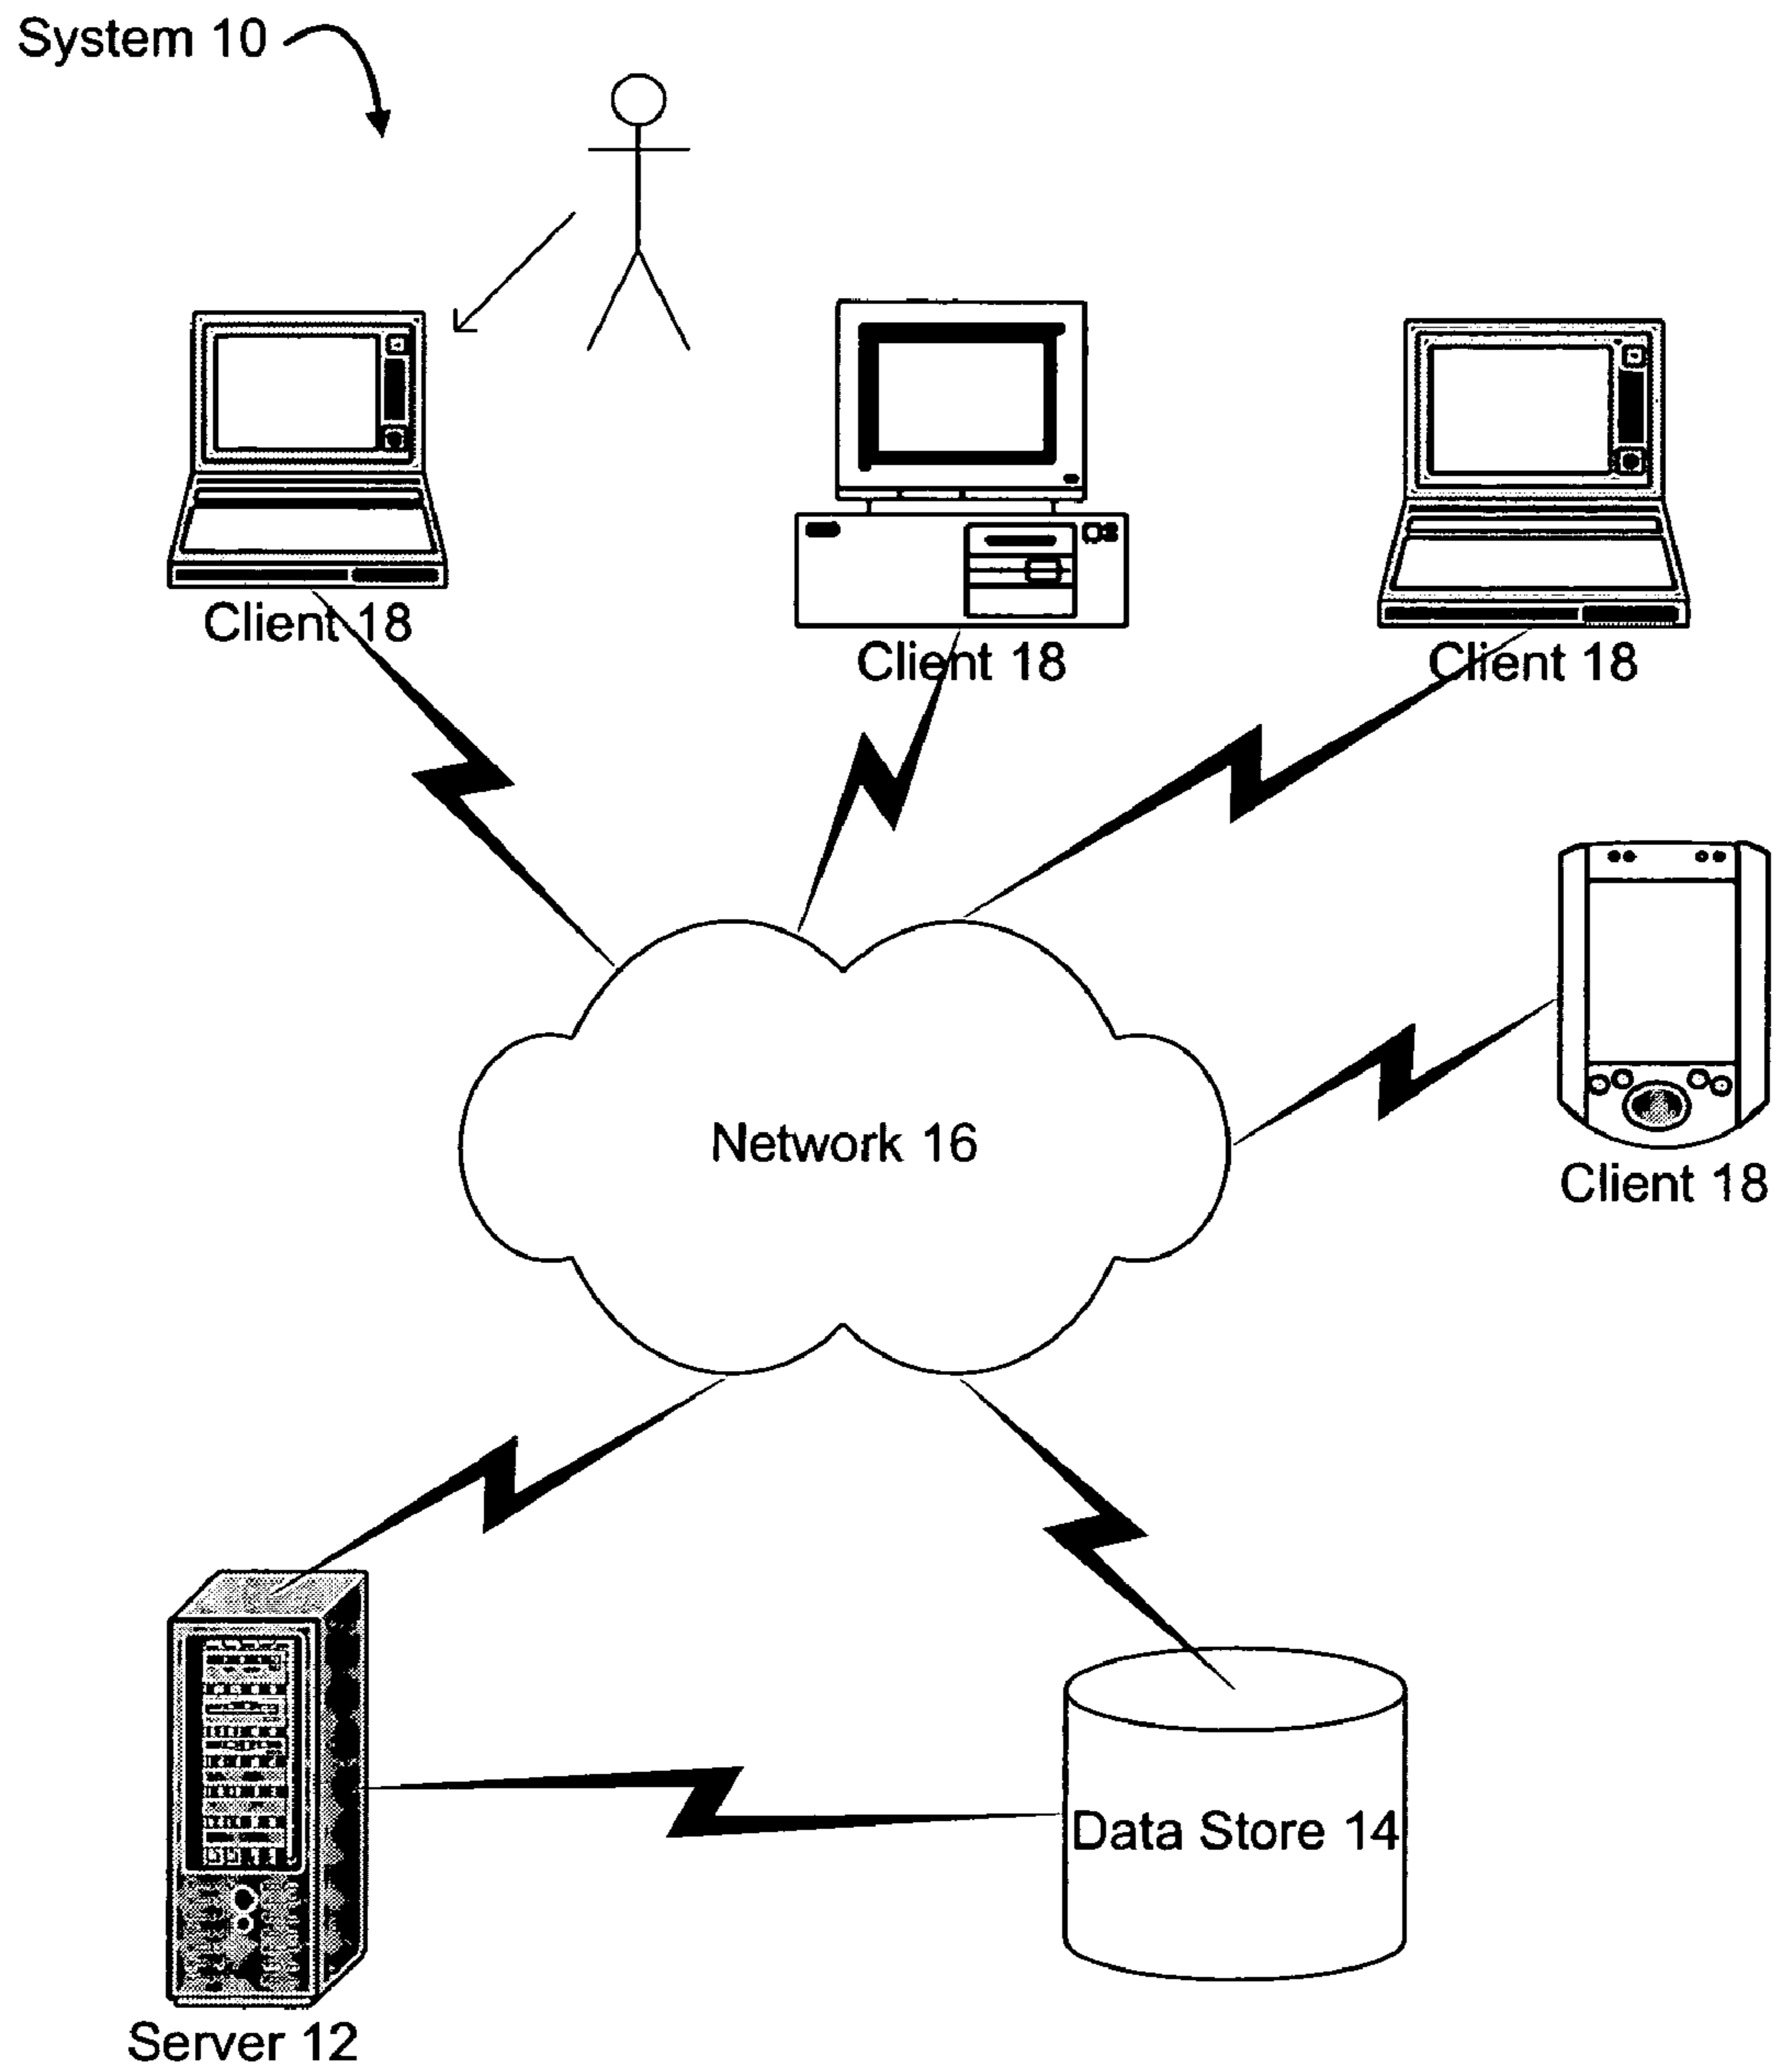 System 10
Client 18
Client 18
Client 18
Client 18
Network 16
Data Store 14
Server 12